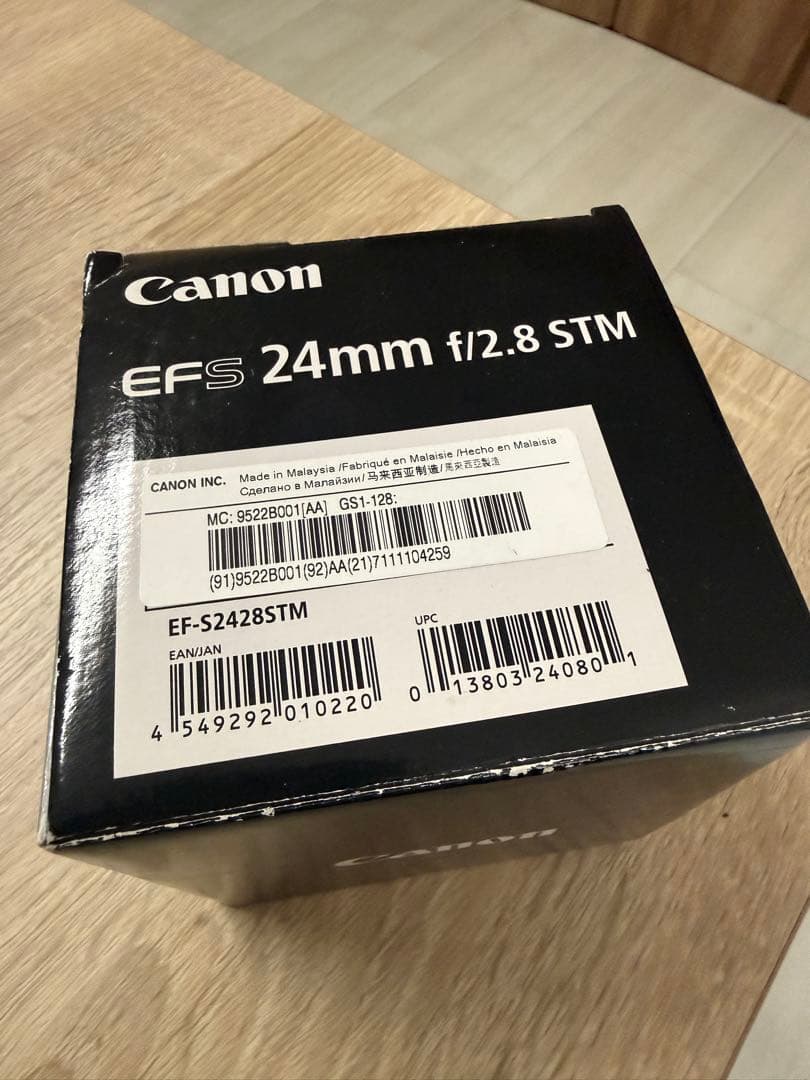 Canon
EFS 24mm f/2.8 STM
CANON INC. Made in Malaysia /Fabriqué en Malaisie /Hecho en Malaisia
Сделано в Малайзии/ 马来西亚制造/ 馬來西亞製造
MC: 9522B001[AA] GS1-128:
(91)9522B001(92)AA(21)7111104259
EF-S2428STM
EAN/JAN
UPC
4 549292 010220
0 13803 24080 1
Canon